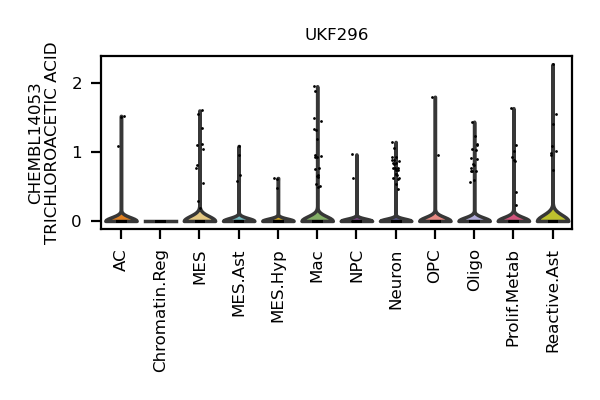 UKF296
CHEMBL14053
TRICHLOROACETIC ACID
2
1
0
AC
Chromatin.Reg
MES
MES.Ast
MES.Hyp
Mac
NPC
Neuron
OPC
Oligo
Prolif.Metab
Reactive.Ast